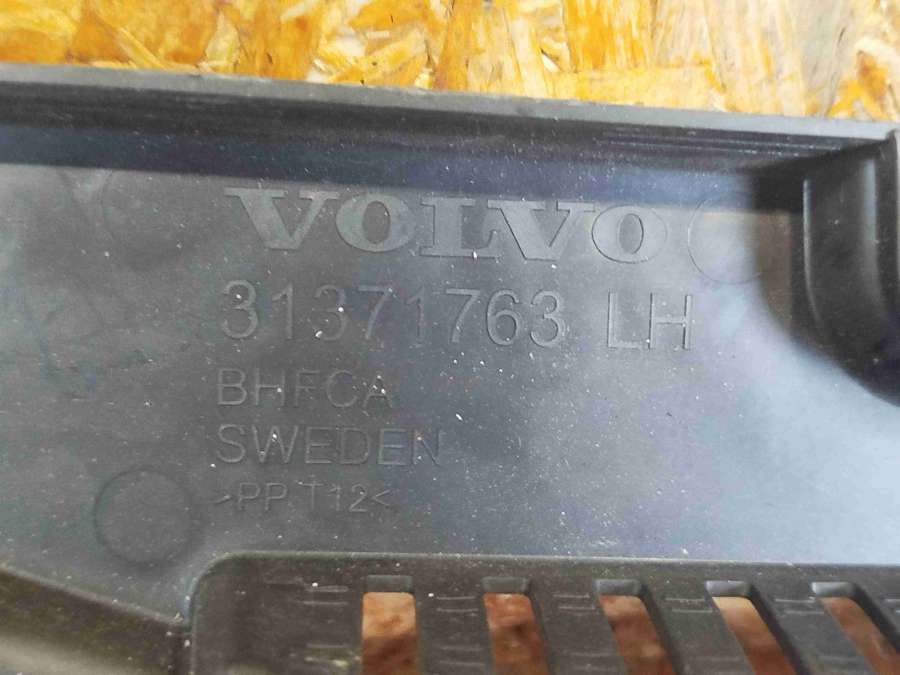 VOLVO
31371763 LH
BHFCA
SWEDEN
>PP T12<